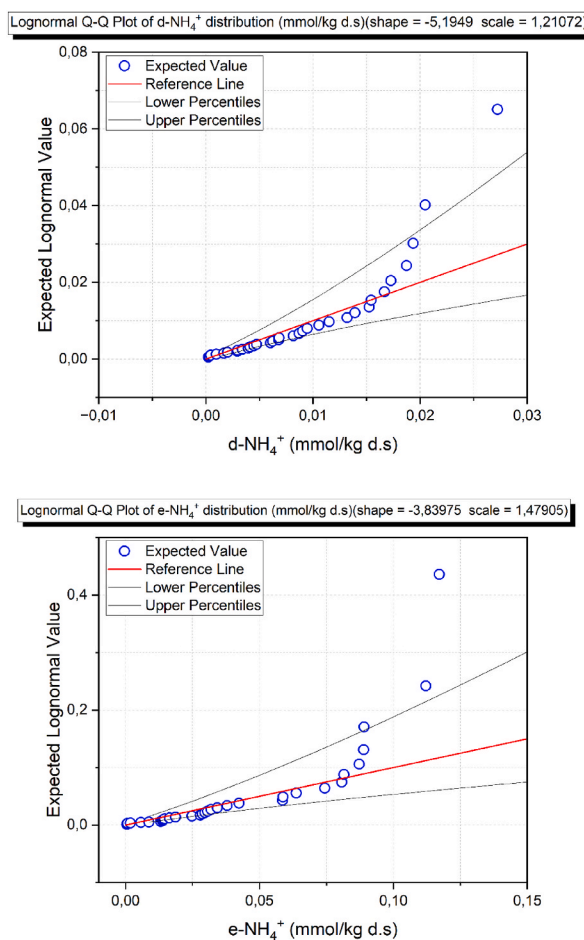 Lognormal Q-Q Plot of d-NH₄⁺ distribution (mmol/kg d.s)(shape = -5,1949 scale = 1,21072)
0,08
Expected Value
Reference Line
Lower Percentiles
Upper Percentiles
0,06
0,04
0,02
0,00
Expected Lognormal Value
−0,01 0,00 0,01 0,02 0,03
d-NH₄⁺ (mmol/kg d.s)
Lognormal Q-Q Plot of e-NH₄⁺ distribution (mmol/kg d.s)(shape = -3,83975 scale = 1,47905)
Expected Value
Reference Line
Lower Percentiles
Upper Percentiles
0,4
0,2
0,0
Expected Lognormal Value
0,00 0,05 0,10 0,15
e-NH₄⁺ (mmol/kg d.s)